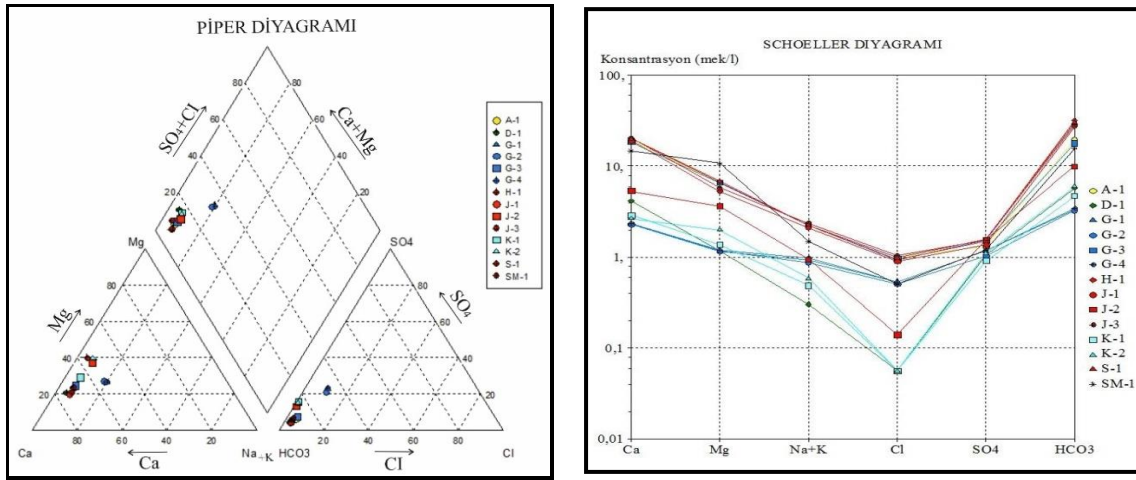 PİPER DİYAGRAMI
80 80
60 60
40 40
20 20
SO₄+Cl
Ca+Mg
A-1
D-1
G-1
G-2
G-3
G-4
H-1
J-1
J-2
J-3
K-1
K-2
S-1
SM-1
Mg
SO4
80
60
40
20
80
60
40
20
Mg
SO₄
Ca 80 60 40 20 Na+K HCO3 20 40 60 80 Cl
Ca
Cl
SCHOELLER DIYAGRAMI
Konsantrasyon (mek/l)
100,
10,
1,
0,1
0,01
Ca Mg Na+K Cl SO4 HCO3
A-1
D-1
G-1
G-2
G-3
G-4
H-1
J-1
J-2
J-3
K-1
K-2
S-1
SM-1